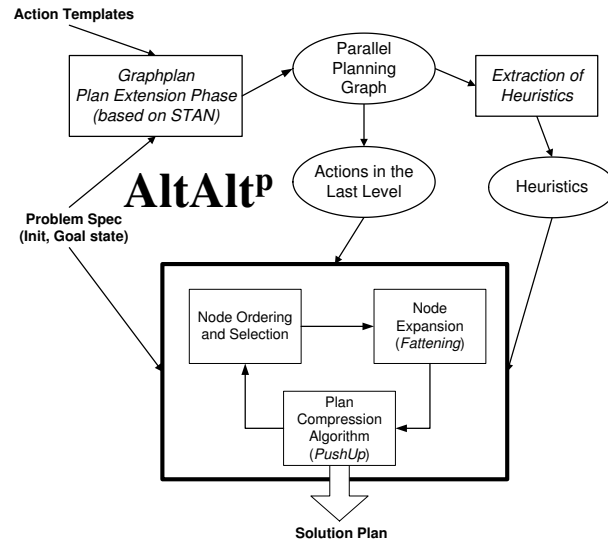 Action Templates
Graphplan
Plan Extension Phase
(based on STAN)
Parallel
Planning
Graph
Extraction of
Heuristics
AltAltᵖ
Actions in the
Last Level
Heuristics
Problem Spec
(Init, Goal state)
Node Ordering
and Selection
Node
Expansion
(Fattening)
Plan
Compression
Algorithm
(PushUp)
Solution Plan